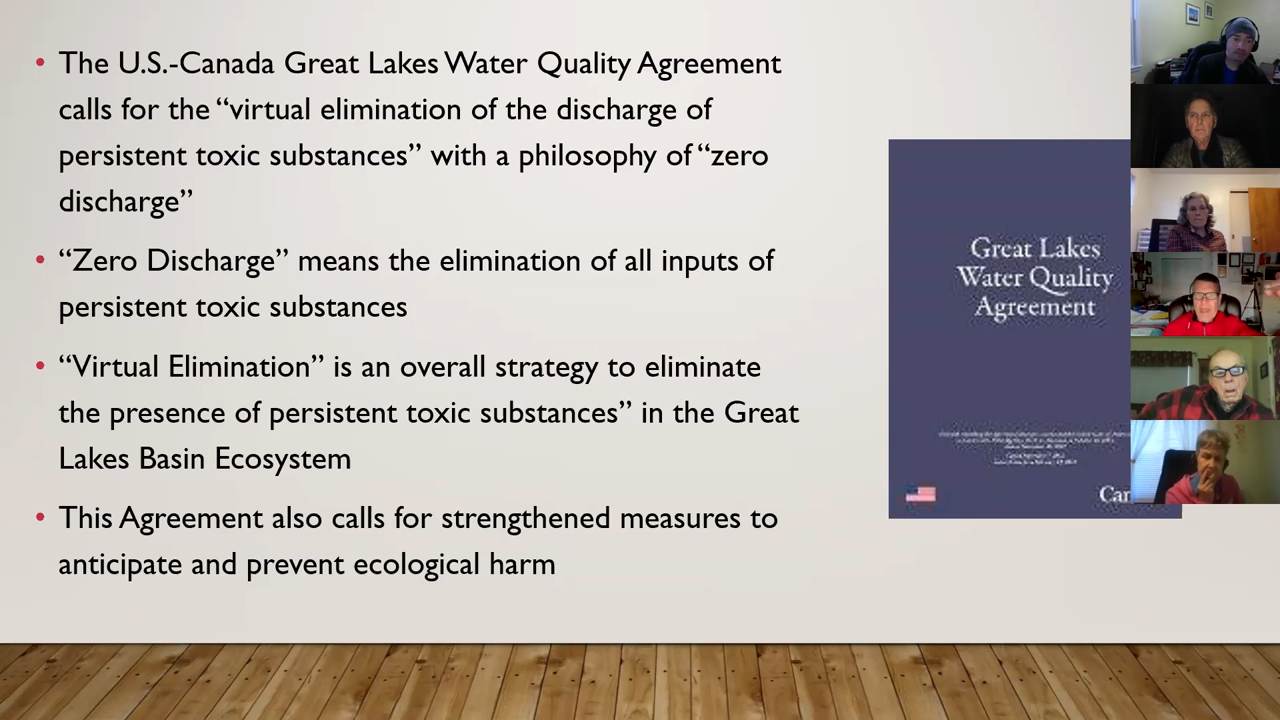 • The U.S.-Canada Great Lakes Water Quality Agreement
calls for the “virtual elimination of the discharge of
persistent toxic substances” with a philosophy of “zero
discharge”
• “Zero Discharge” means the elimination of all inputs of
persistent toxic substances
• “Virtual Elimination” is an overall strategy to eliminate
the presence of persistent toxic substances” in the Great
Lakes Basin Ecosystem
• This Agreement also calls for strengthened measures to
anticipate and prevent ecological harm
Great Lakes
Water Quality
Agreement
Can